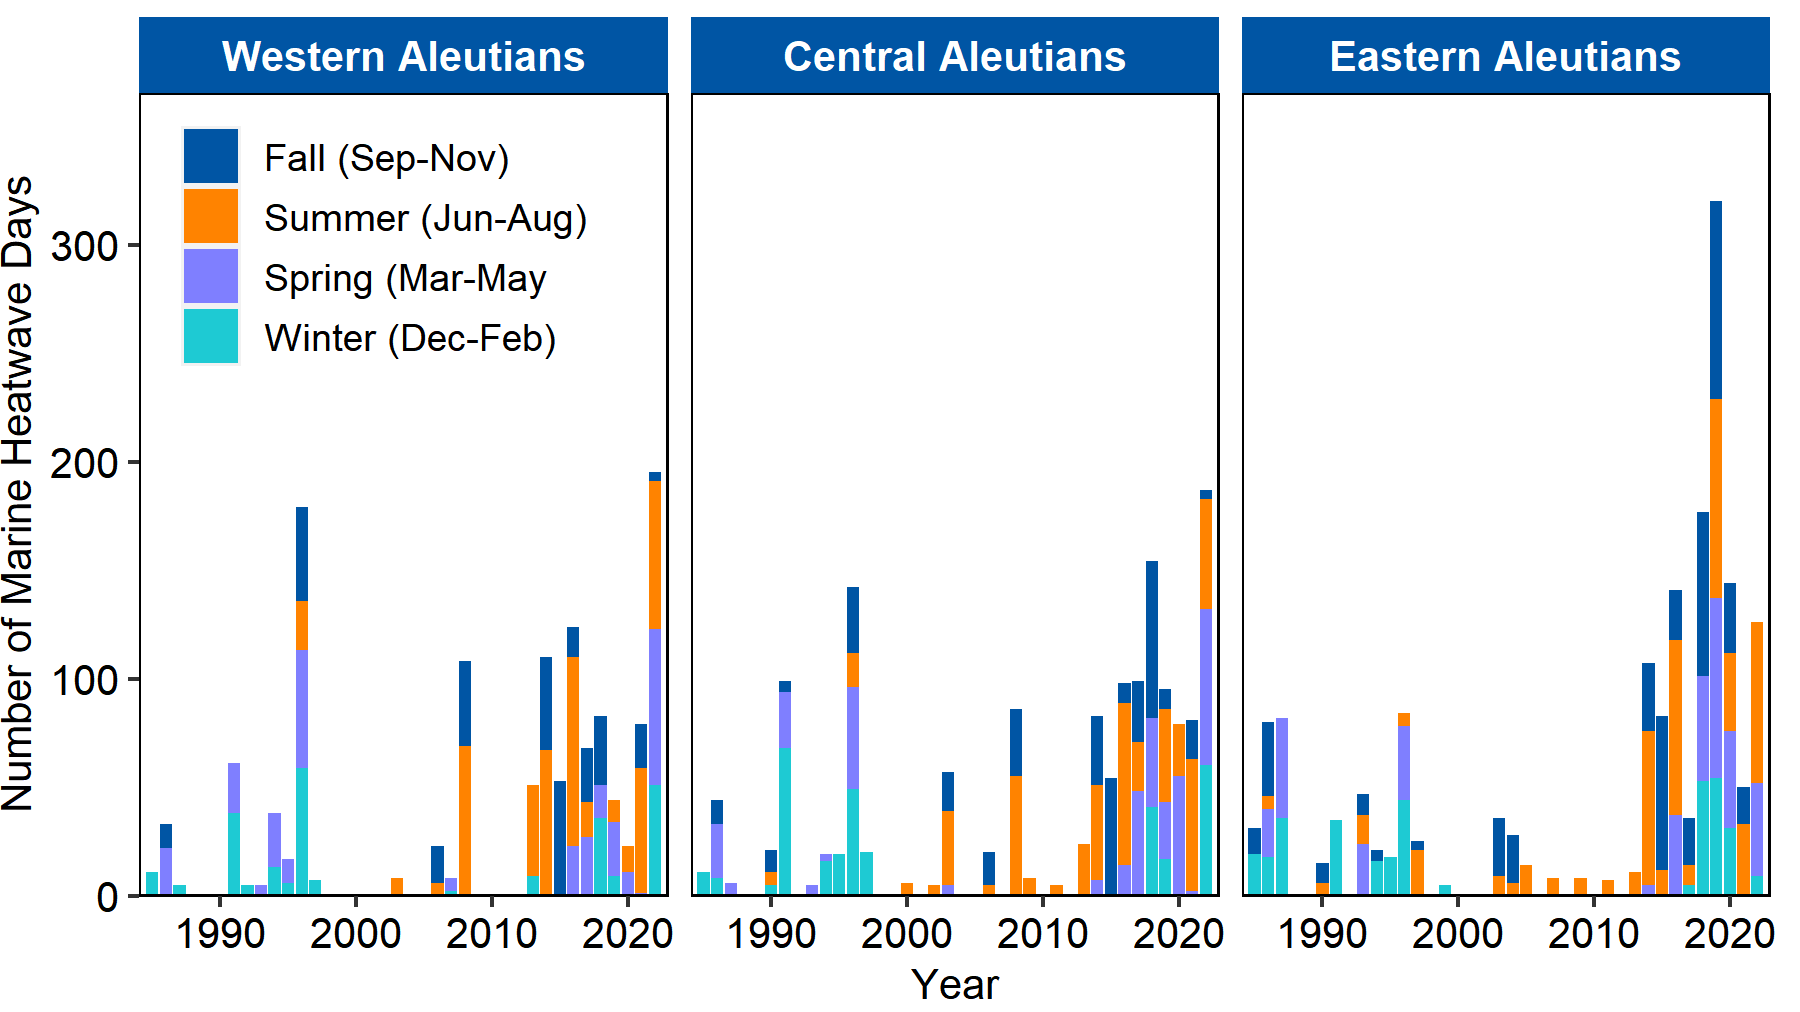 Western Aleutians
Central Aleutians
Eastern Aleutians
Fall (Sep-Nov)
Summer (Jun-Aug)
Spring (Mar-May
Winter (Dec-Feb)
Number of Marine Heatwave Days
300
200
100
0
1990 2000 2010 2020
1990 2000 2010 2020
1990 2000 2010 2020
Year